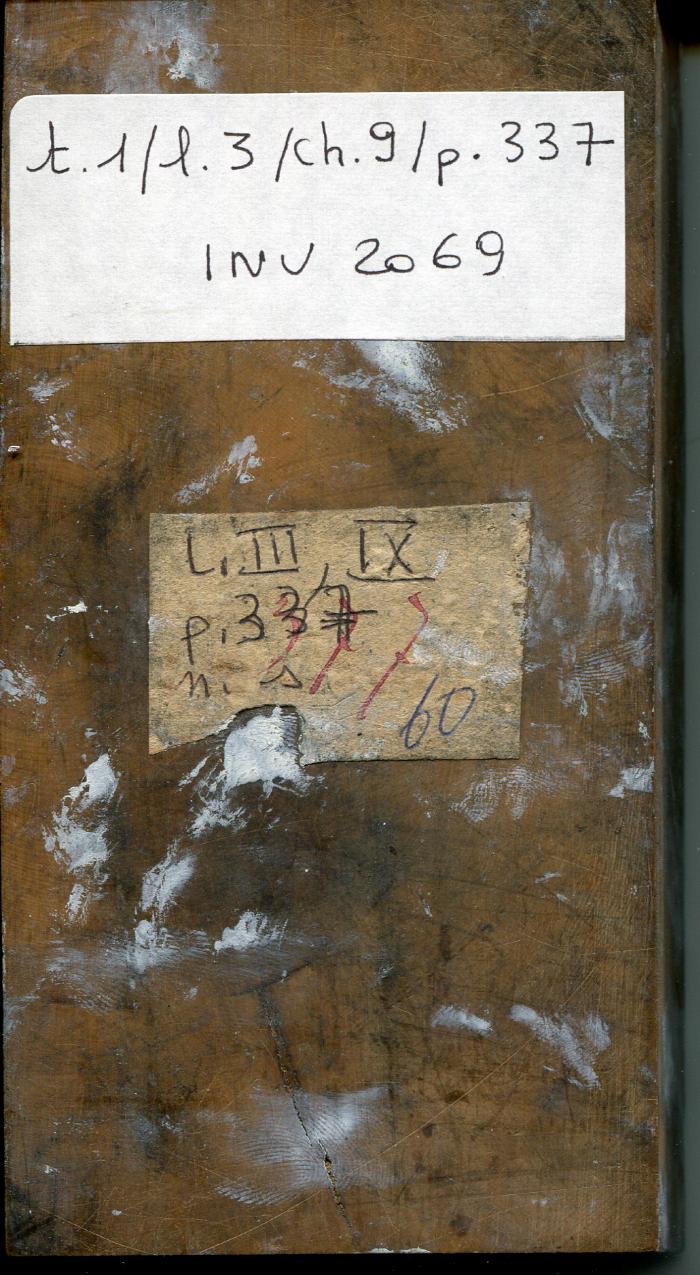 t.1/l.3/ch.9/p.337
INV 2069
L. III, IX
p. 337
n. s.
60